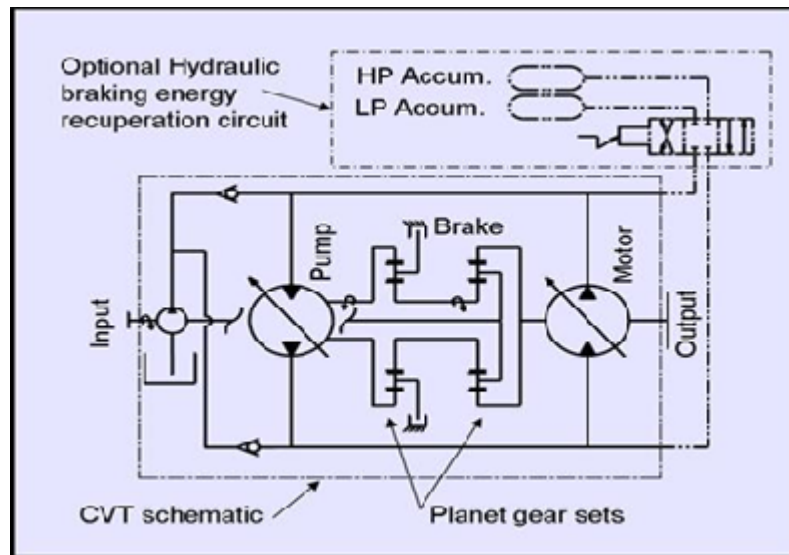 Optional Hydraulic
braking energy
recuperation circuit
HP Accum.
LP Accum.
Brake
Pump
Motor
Input
Output
CVT schematic
Planet gear sets